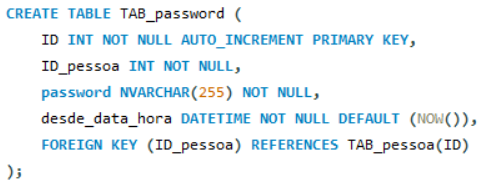 CREATE TABLE TAB_password (
    ID INT NOT NULL AUTO_INCREMENT PRIMARY KEY,
    ID_pessoa INT NOT NULL,
    password NVARCHAR(255) NOT NULL,
    desde_data_hora DATETIME NOT NULL DEFAULT (NOW()),
    FOREIGN KEY (ID_pessoa) REFERENCES TAB_pessoa(ID)
);